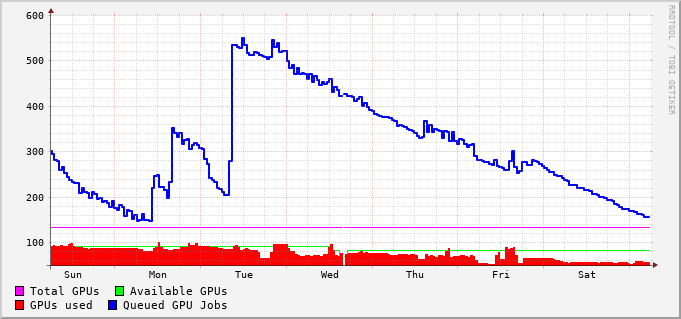 600
500
400
300
200
100
Sun Mon Tue Wed Thu Fri Sat
Total GPUs Available GPUs
GPUs used Queued GPU Jobs
RRDTOOL / TOBI OETIKER